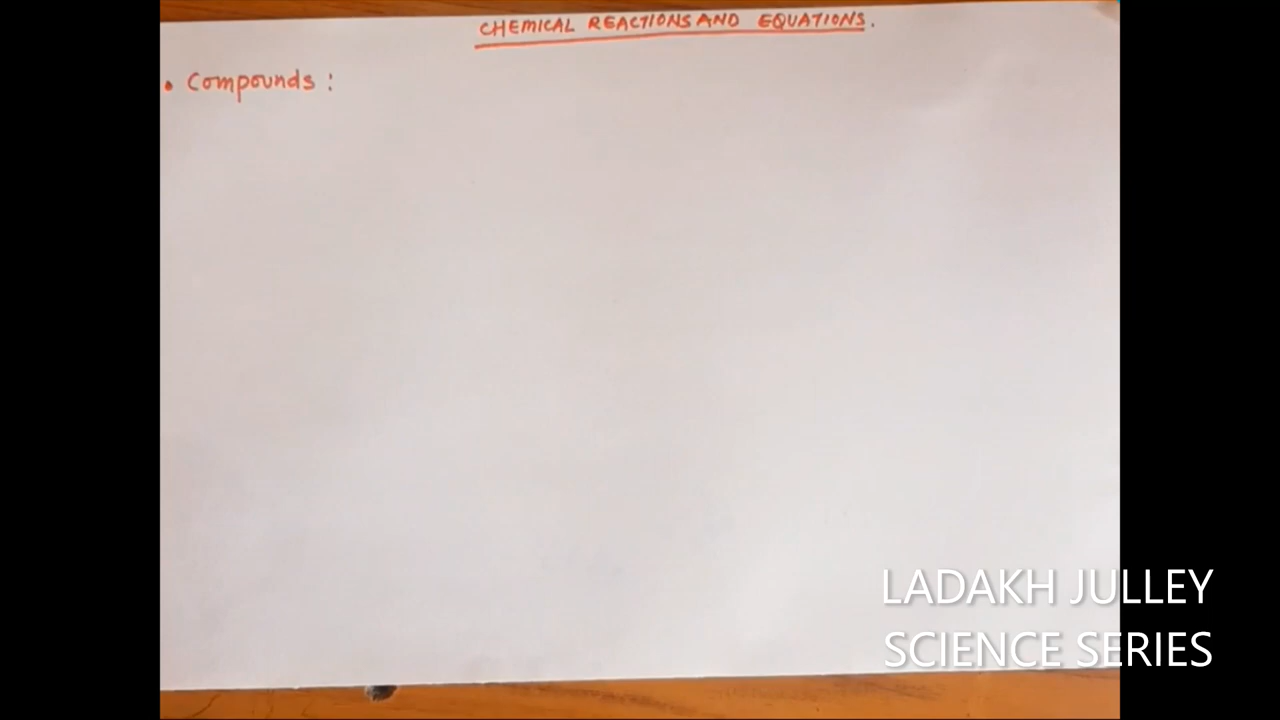 CHEMICAL REACTIONS AND EQUATIONS.
• Compounds :
LADAKH JULLEY
SCIENCE SERIES